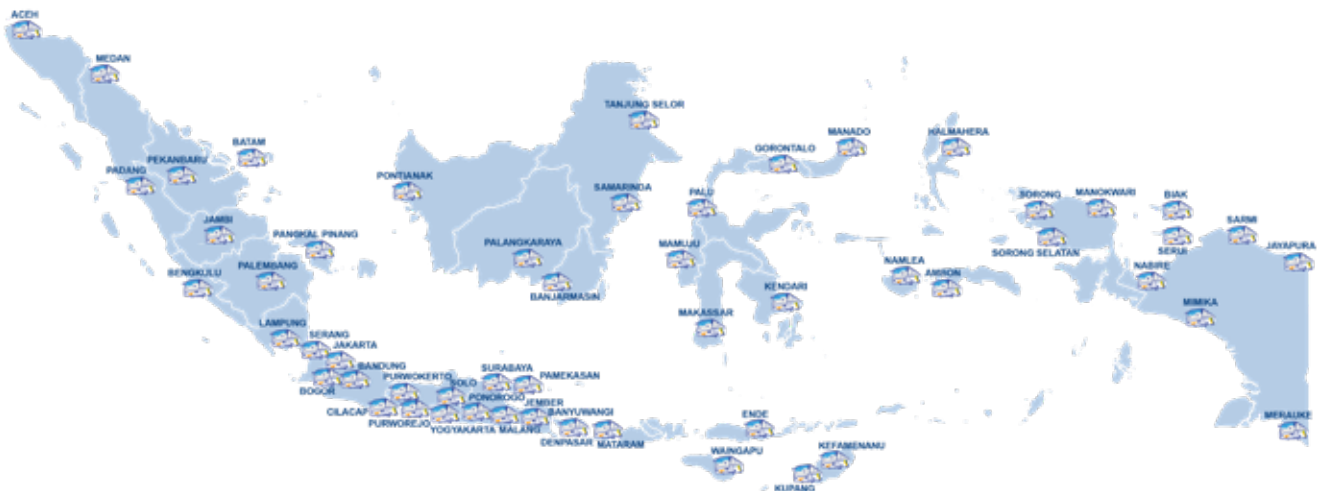 ACEH
MEDAN
TANJUNG SELOR
BATAM
PEKANBARU
PADANG
PONTIANAK
GORONTALO
MANADO
HALMAHERA
SAMARINDA
PALU
SORONG
MANOKWARI
BIAK
JAMBI
PANGKAL PINANG
PALANGKARAYA
MAMUJU
SORONG SELATAN
SERUI
SARMI
JAYAPURA
BENGKULU
PALEMBANG
BANJARMASIN
KENDARI
NAMLEA
AMBON
NABIRE
LAMPUNG
SERANG
JAKARTA
MAKASSAR
MIMIKA
BANDUNG
BOGOR
PURWOKERTO
SOLO
SURABAYA
PAMEKASAN
CILACAP
PURWOREJO
YOGYAKARTA
PONOROGO
MALANG
JEMBER
BANYUWANGI
DENPASAR
MATARAM
ENDE
MERAUKE
WAINGAPU
KEFAMENANU
KUPANG